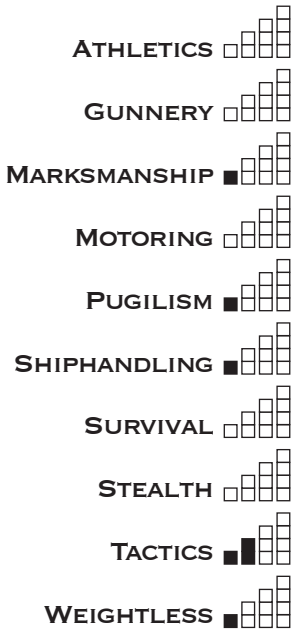 ATHLETICS
GUNNERY
MARKSMANSHIP
MOTORING
PUGILISM
SHIPHANDLING
SURVIVAL
STEALTH
TACTICS
WEIGHTLESS